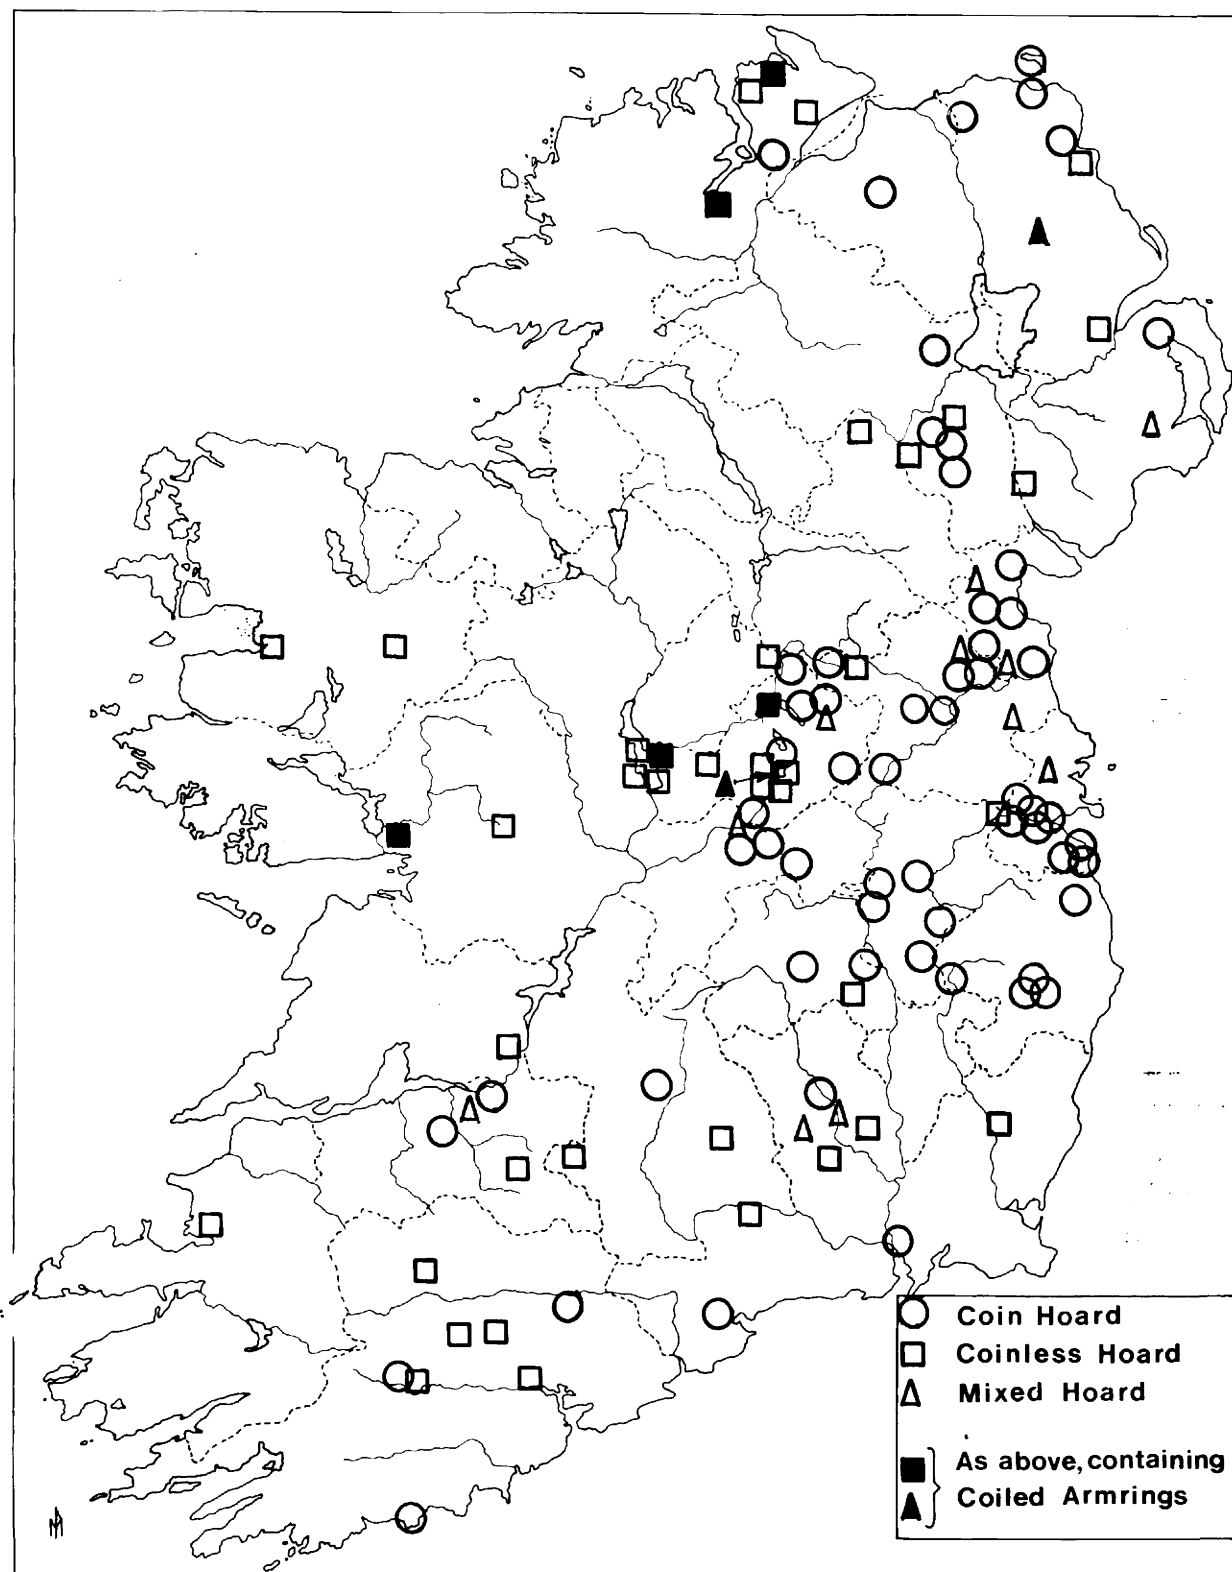 Coin Hoard
Coinless Hoard
Mixed Hoard
As above, containing
Coiled Armrings